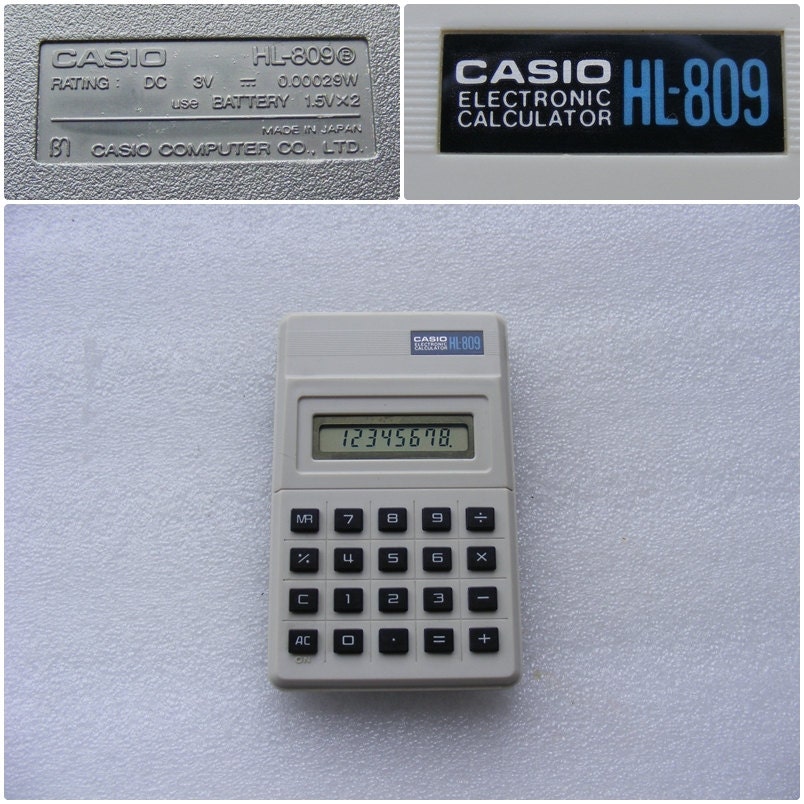 CASIO HL-809 Ⓔ
RATING : DC 3V ⎓ 0.00029W
use BATTERY 1.5V×2
MADE IN JAPAN
CASIO COMPUTER CO., LTD.
CASIO
ELECTRONIC
CALCULATOR HL-809
CASIO
ELECTRONIC
CALCULATOR HL-809
12345678.
MR 7 8 9 ÷
% 4 5 6 ×
C 1 2 3 −
AC 0 · = +
ON